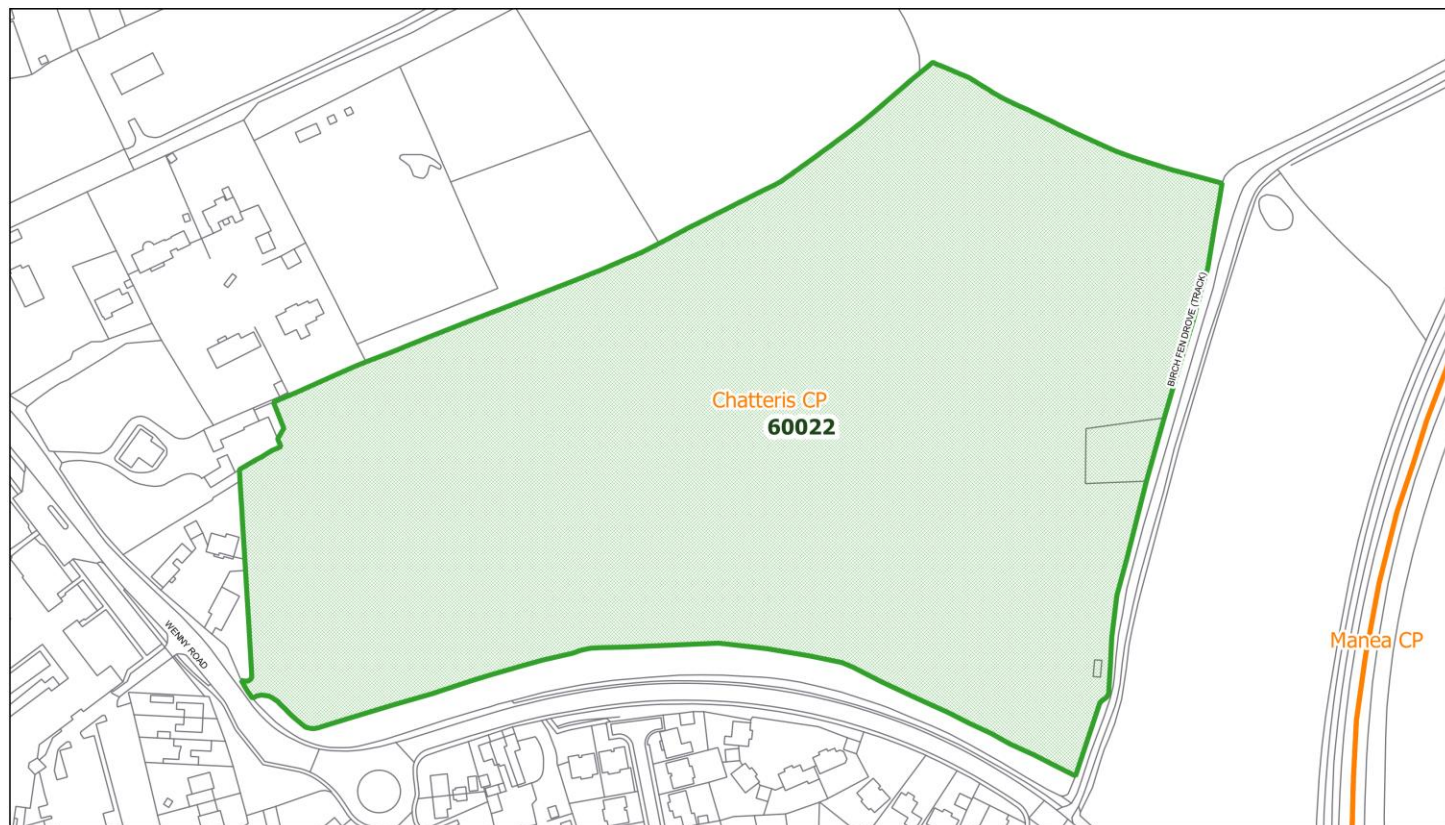 BIRCH FEN DROVE (TRACK)
Chatteris CP
60022
WENNY ROAD
Manea CP